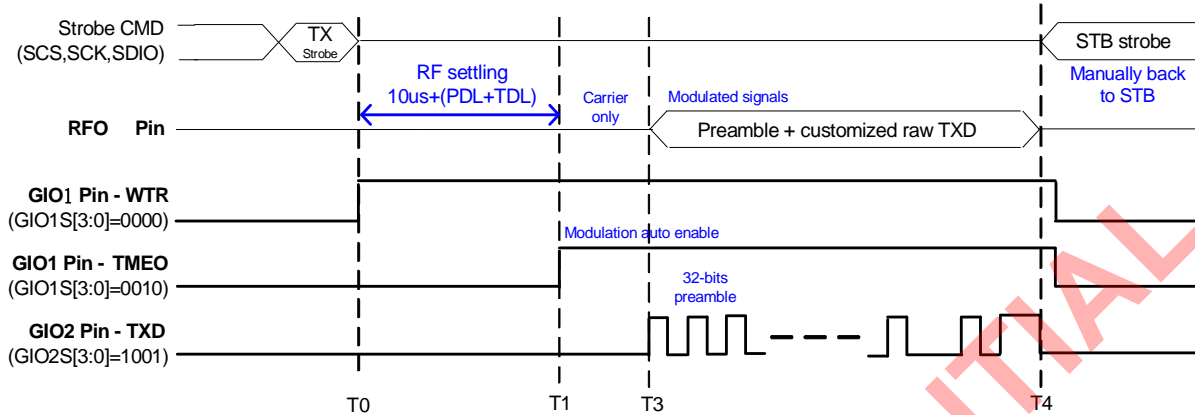 Strobe CMD
(SCS,SCK,SDIO)
TX
Strobe
STB strobe
Manually back
to STB
RF settling
10us+(PDL+TDL)
Carrier
only
Modulated signals
RFO Pin
Preamble + customized raw TXD
GIO1 Pin - WTR
(GIO1S[3:0]=0000)
Modulation auto enable
GIO1 Pin - TMEO
(GIO1S[3:0]=0010)
32-bits
preamble
GIO2 Pin - TXD
(GIO2S[3:0]=1001)
T0 T1 T3 T4
NTIAL